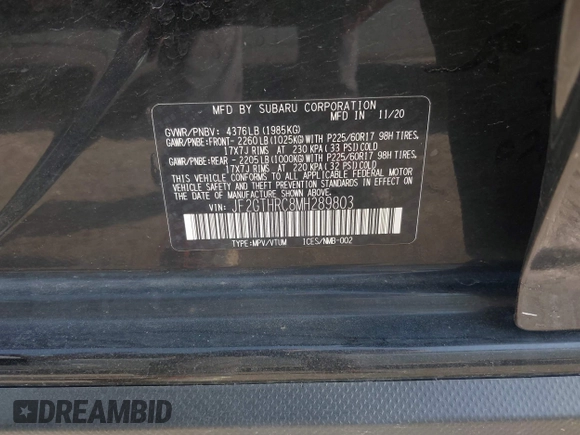 MFD BY SUBARU CORPORATION
MFD IN 11/20
GVWR/PNBV: 4376LB (1985KG)
GAWR/PNBE:FRONT- 2260LB (1025KG) WITH P225/60R17 98H TIRES,
17X7J RIMS AT 230 KPA ( 33 PSI) COLD
GAWR/PNBE:REAR - 2205LB (1000KG) WITH P225/60R17 98H TIRES,
17X7J RIMS AT 220 KPA ( 32 PSI) COLD
THIS VEHICLE CONFORMS TO ALL APPLICABLE FEDERAL MOTOR
VEHICLE SAFETY AND THEFT PREVENTION STANDARDS IN EFFECT ON
THE DATE OF MANUFACTURE SHOWN ABOVE.
VIN: JF2GTHRC8MH289803
TYPE:MPV/VTUM ICES/NMB-002
DREAMBID